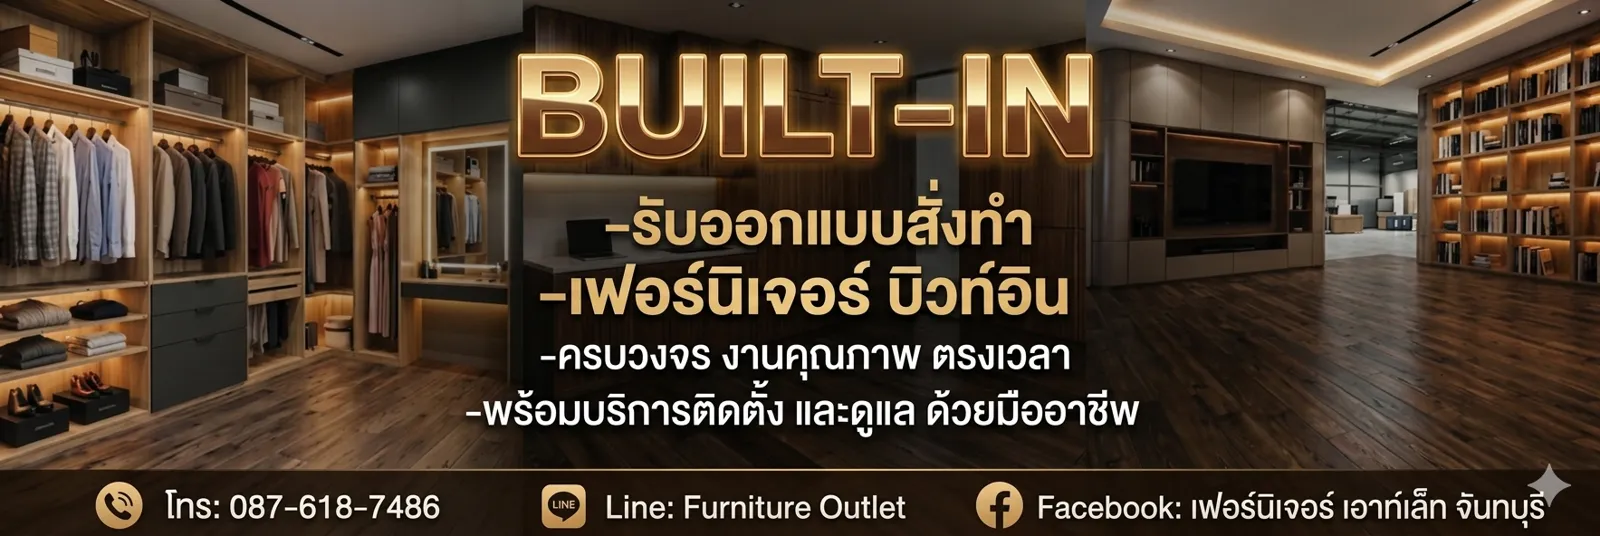 BUILT-IN
-รับออกแบบสั่งทำ
-เฟอร์นิเจอร์ บิวท์อิน
-ครบวงจร งานคุณภาพ ตรงเวลา
-พร้อมบริการติดตั้ง และดูแล ด้วยมืออาชีพ
โทร: 087-618-7486
LINE
Line: Furniture Outlet
Facebook: เฟอร์นิเจอร์ เอาท์เล็ท จันทบุรี